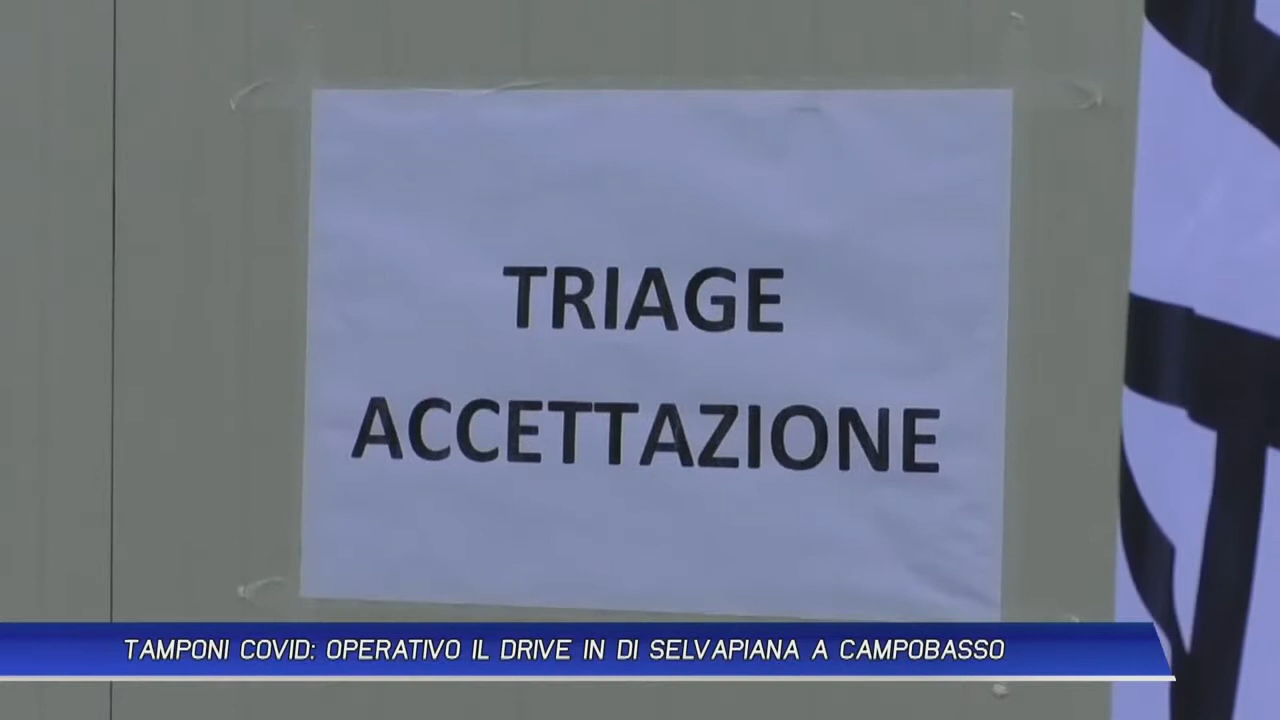 TRIAGE
ACCETTAZIONE
TAMPONI COVID: OPERATIVO IL DRIVE IN DI SELVAPIANA A CAMPOBASSO